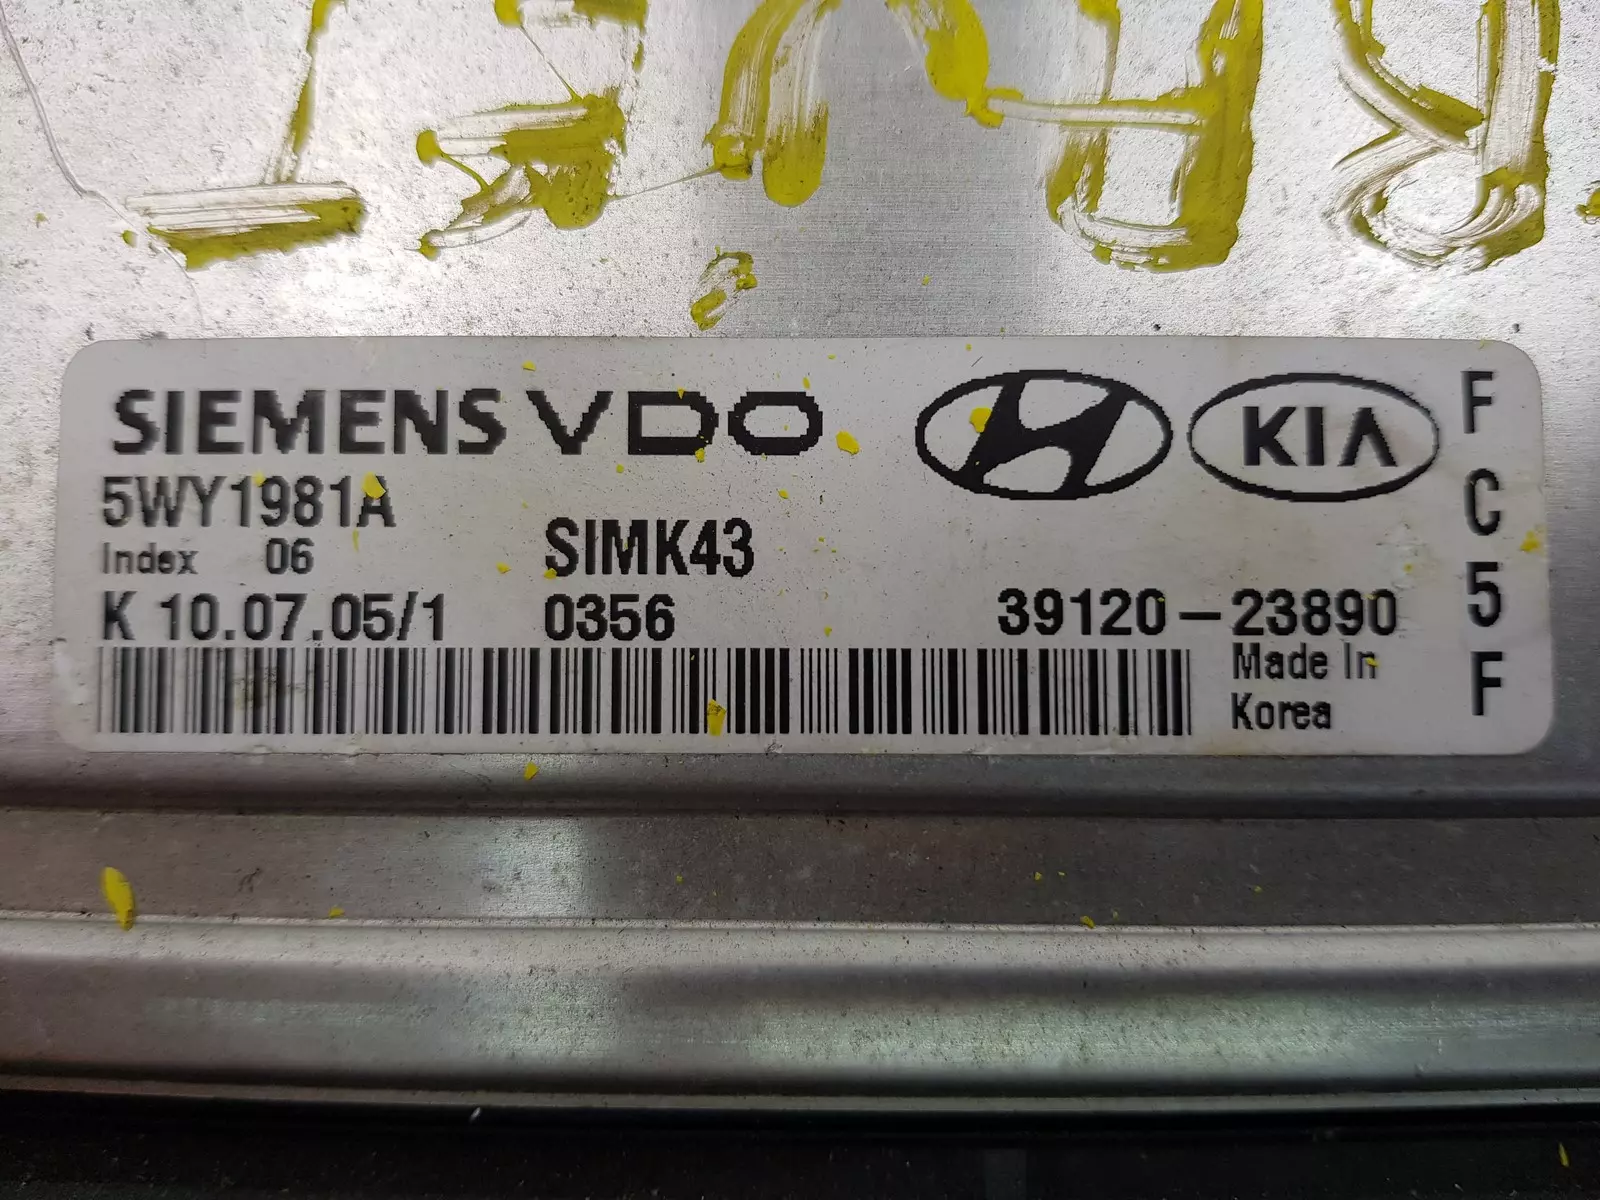 SIEMENS VDO
KIA
5WY1981A
Index 06
SIMK43
K 10.07.05/1
0356
39120-23890
Made In
Korea
F
C
5
F